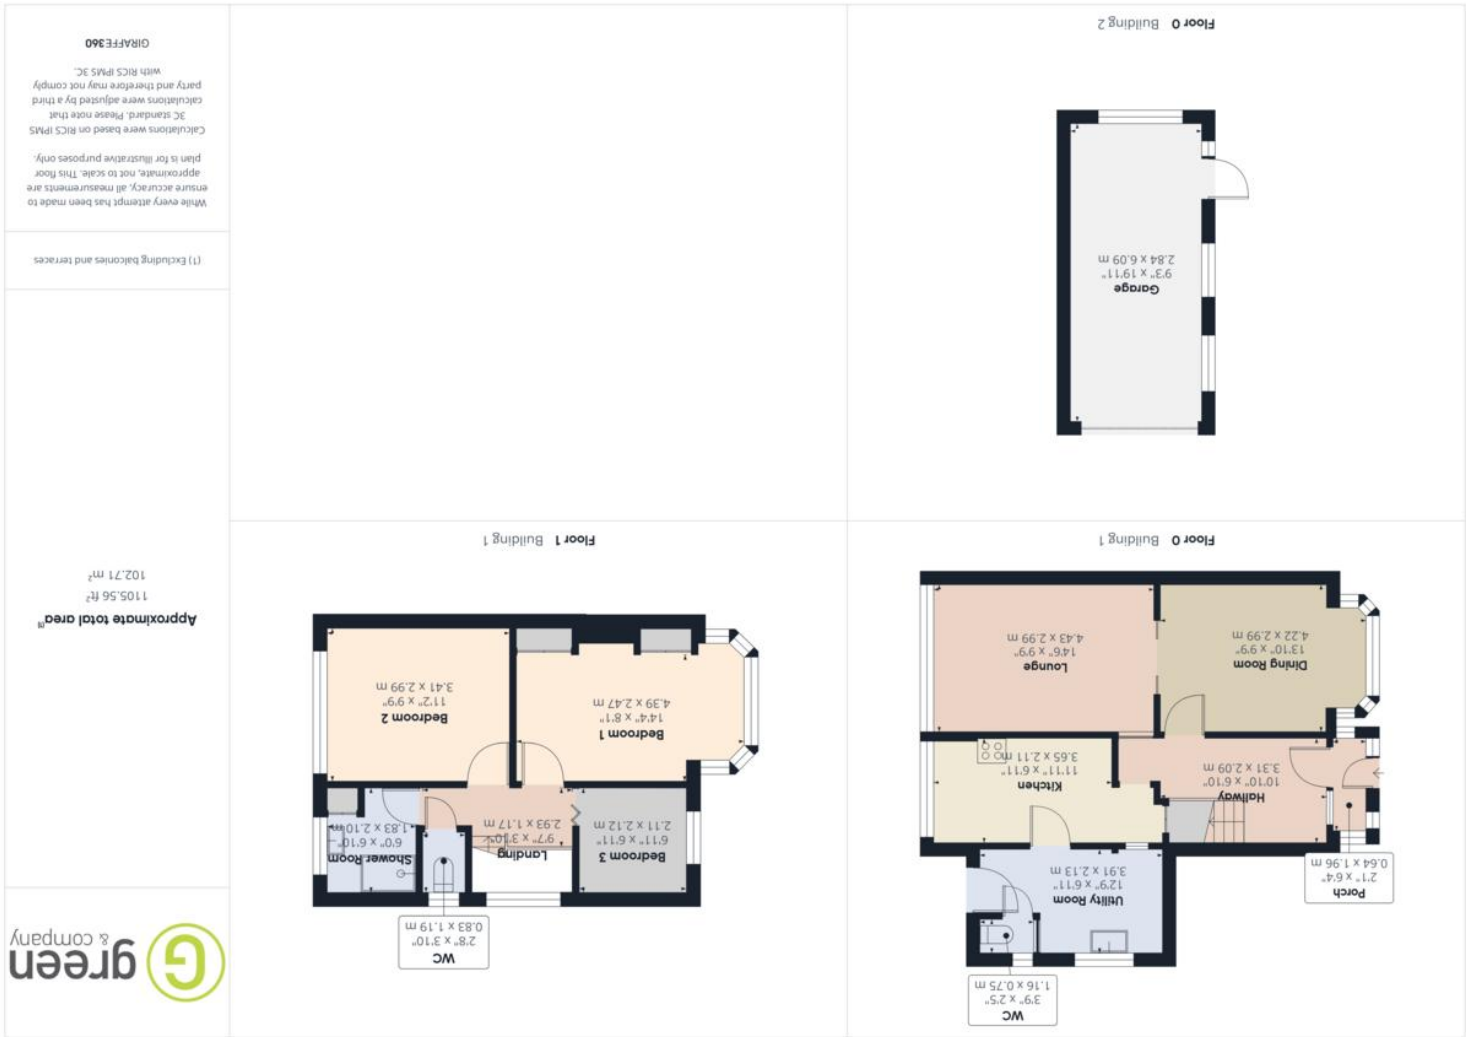 green
& company
Approximate total area(1)
1105.56 ft²
102.71 m²
(1) Excluding balconies and terraces
While every attempt has been made to
ensure accuracy, all measurements are
approximate, not to scale. This floor
plan is for illustrative purposes only.
Calculations were based on RICS IPMS
3C standard. Please note that
calculations were adjusted by a third
party and therefore may not comply
with RICS IPMS 3C.
GIRAFFE360
WC
3'9" x 2'5"
1.16 x 0.75 m
Utility Room
12'9" x 6'11"
3.91 x 2.13 m
Porch
2'1" x 6'4"
0.64 x 1.96 m
Hallway
10'10" x 6'10"
3.31 x 2.09 m
Kitchen
11'11" x 6'11"
3.65 x 2.11 m
Dining Room
13'10" x 9'9"
4.22 x 2.99 m
Lounge
14'6" x 9'9"
4.43 x 2.99 m
Floor 0 Building 1
WC
2'8" x 3'10"
0.83 x 1.19 m
Bedroom 3
6'11" x 6'11"
2.11 x 2.12 m
Landing
9'7" x 3'10"
2.93 x 1.17 m
Shower Room
6'0" x 6'10"
1.83 x 2.10 m
Bedroom 1
14'4" x 8'1"
4.39 x 2.47 m
Bedroom 2
11'2" x 9'9"
3.41 x 2.99 m
Floor 1 Building 1
Garage
9'3" x 19'11"
2.84 x 6.09 m
Floor 0 Building 2